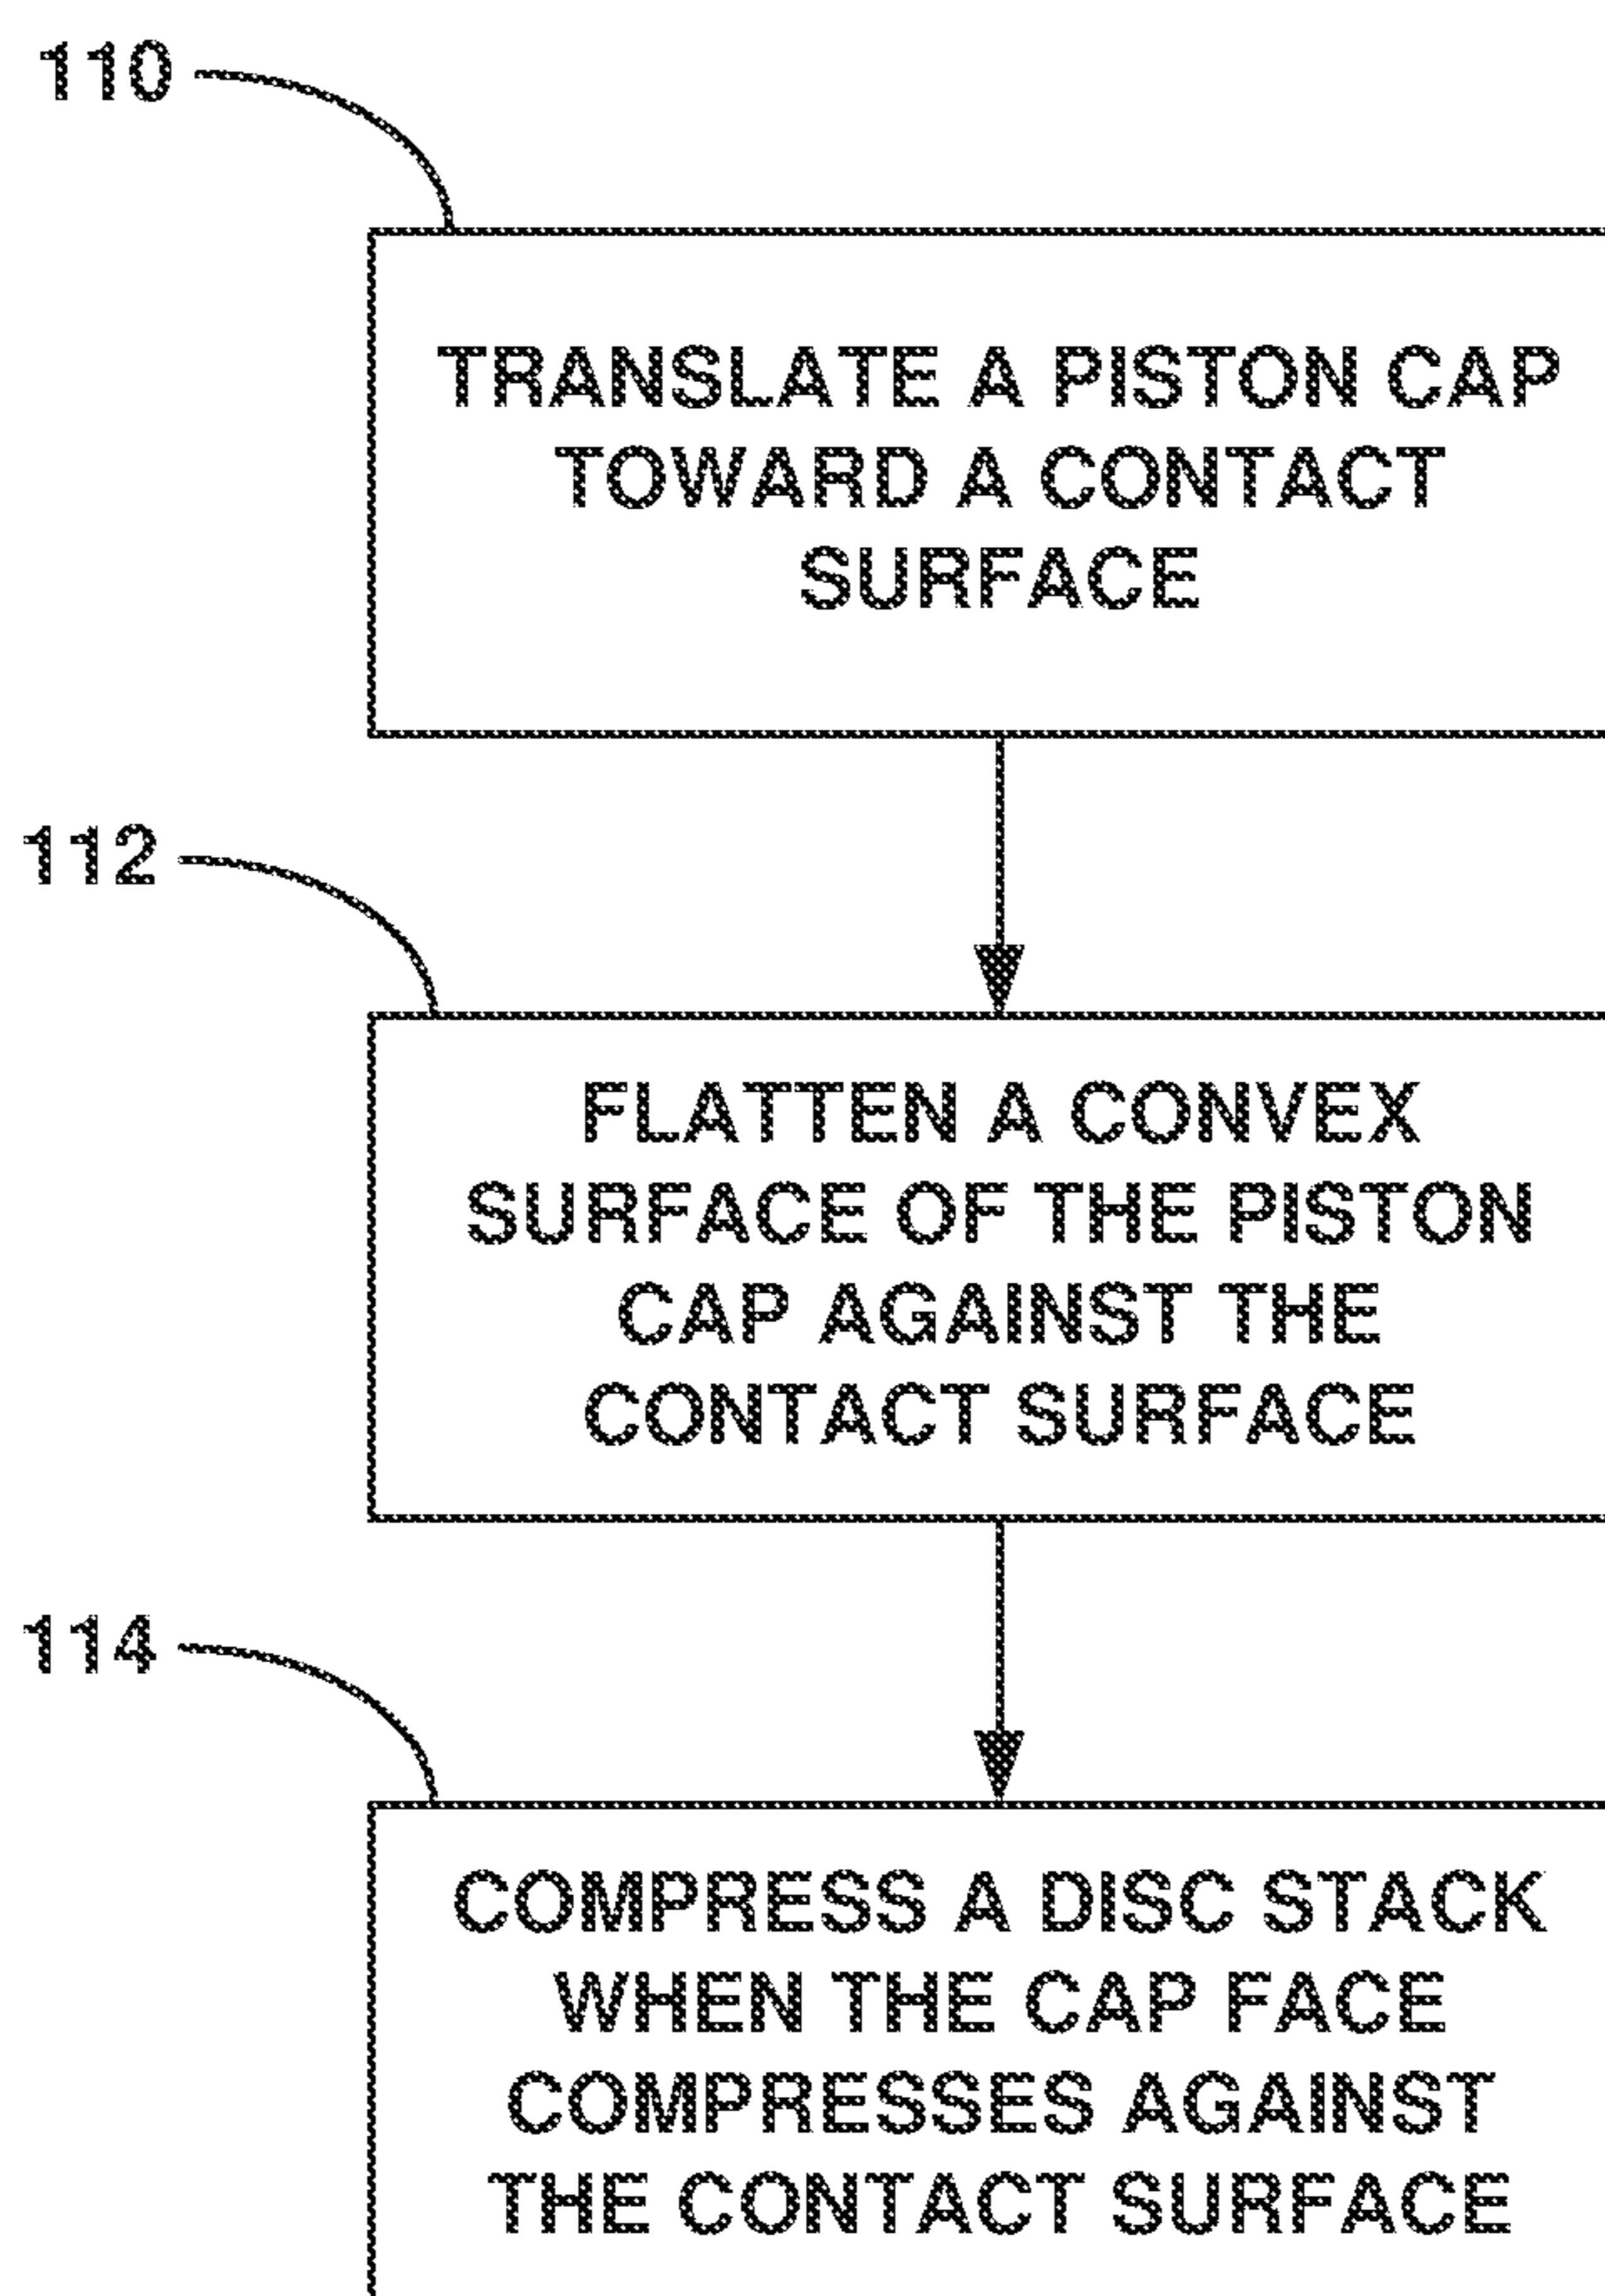 110
TRANSLATE A PISTON CAP
TOWARD A CONTACT
SURFACE
112
FLATTEN A CONVEX
SURFACE OF THE PISTON
CAP AGAINST THE
CONTACT SURFACE
114
COMPRESS A DISC STACK
WHEN THE CAP FACE
COMPRESSES AGAINST
THE CONTACT SURFACE